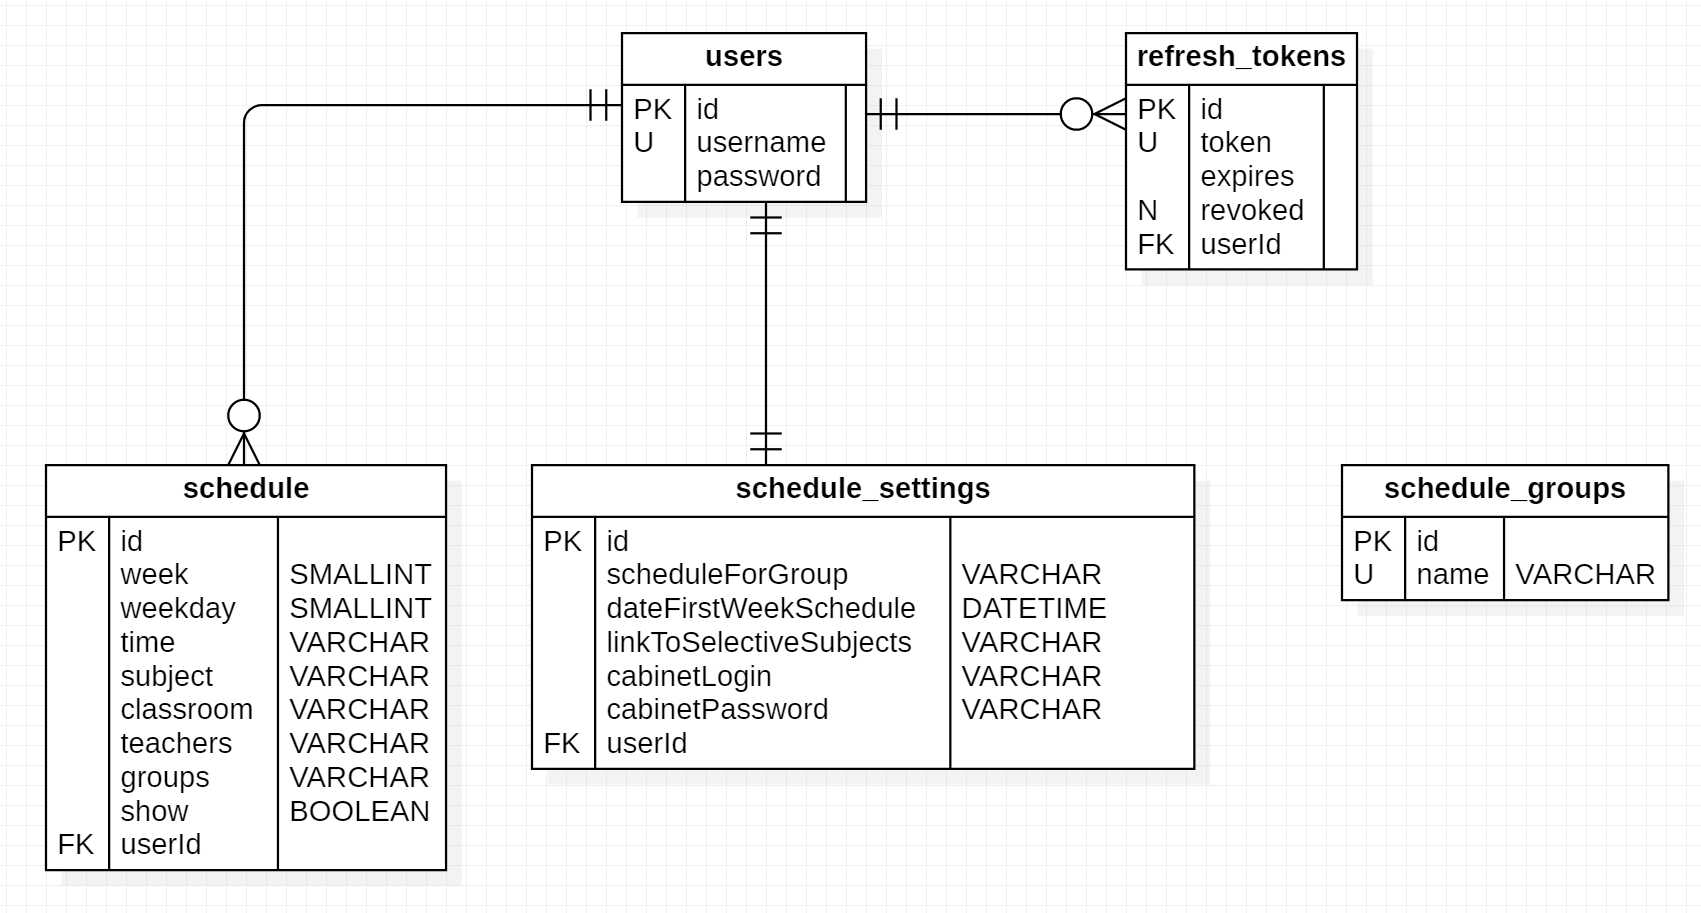 users
PK id
U username
password
refresh_tokens
PK id
U token
expires
N revoked
FK userId
schedule
PK id
week SMALLINT
weekday SMALLINT
time VARCHAR
subject VARCHAR
classroom VARCHAR
teachers VARCHAR
groups VARCHAR
show BOOLEAN
FK userId
schedule_settings
PK id
scheduleForGroup VARCHAR
dateFirstWeekSchedule DATETIME
linkToSelectiveSubjects VARCHAR
cabinetLogin VARCHAR
cabinetPassword VARCHAR
FK userId
schedule_groups
PK id
U name VARCHAR